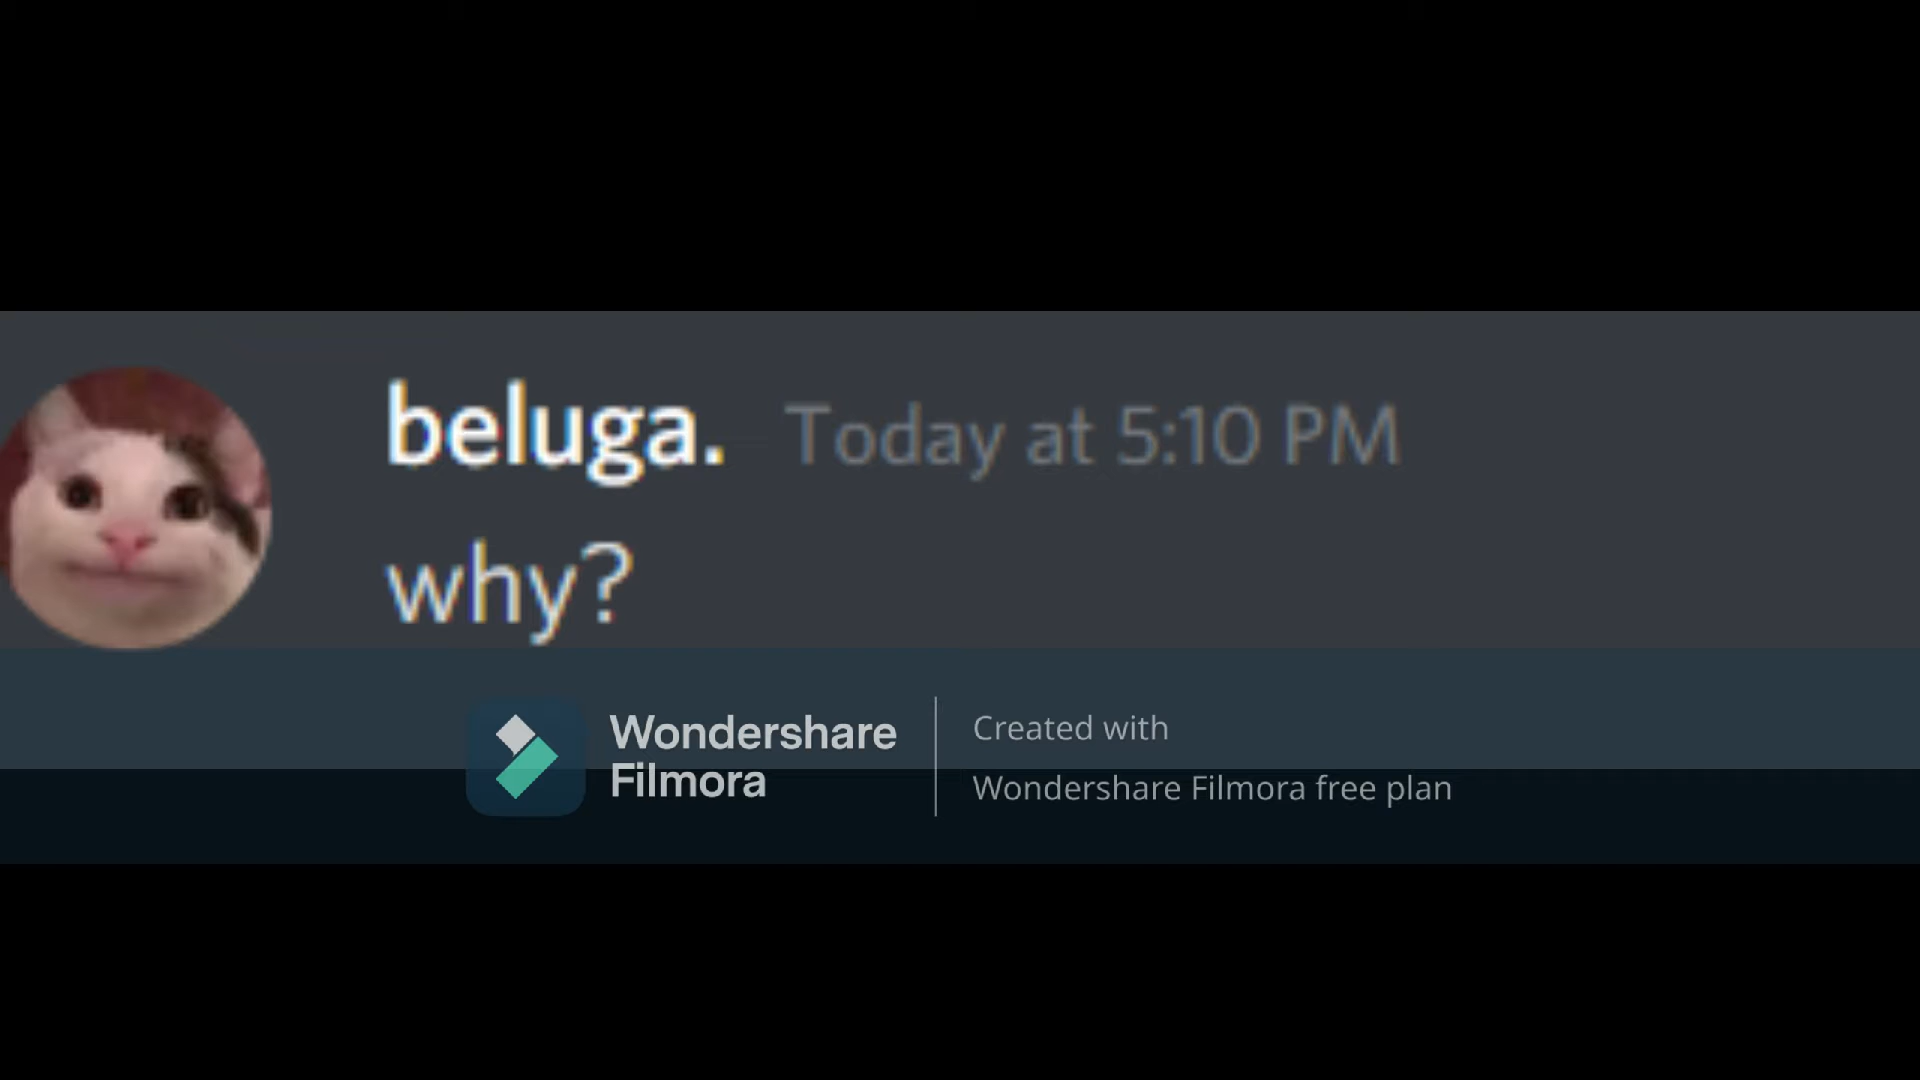 beluga. Today at 5:10 PM
why?
Wondershare
Filmora
Created with
Wondershare Filmora free plan